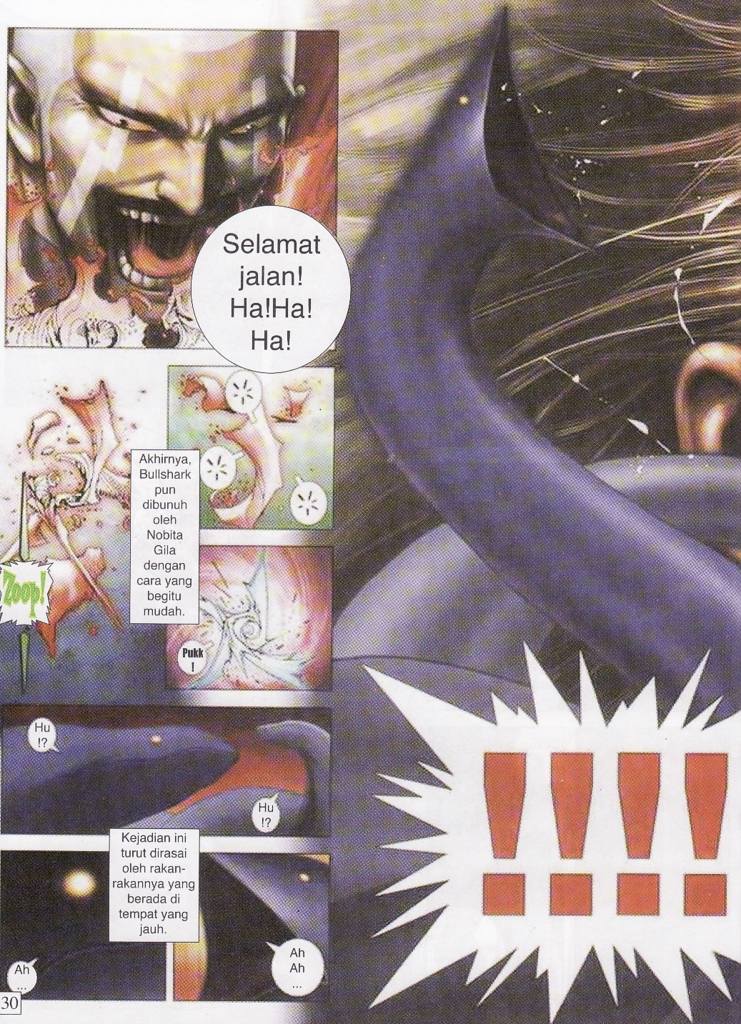 Selamat
jalan!
Ha!Ha!
Ha!
Akhirnya,
Bullshark
pun
dibunuh
oleh
Nobita
Gila
dengan
cara yang
begitu
mudah.
Zoop!
Pukk
!
Hu
!?
Hu
!?
Kejadian ini
turut dirasai
oleh rakan-
rakannya yang
berada di
tempat yang
jauh.
Ah
...
Ah
Ah
...
!!!!
30